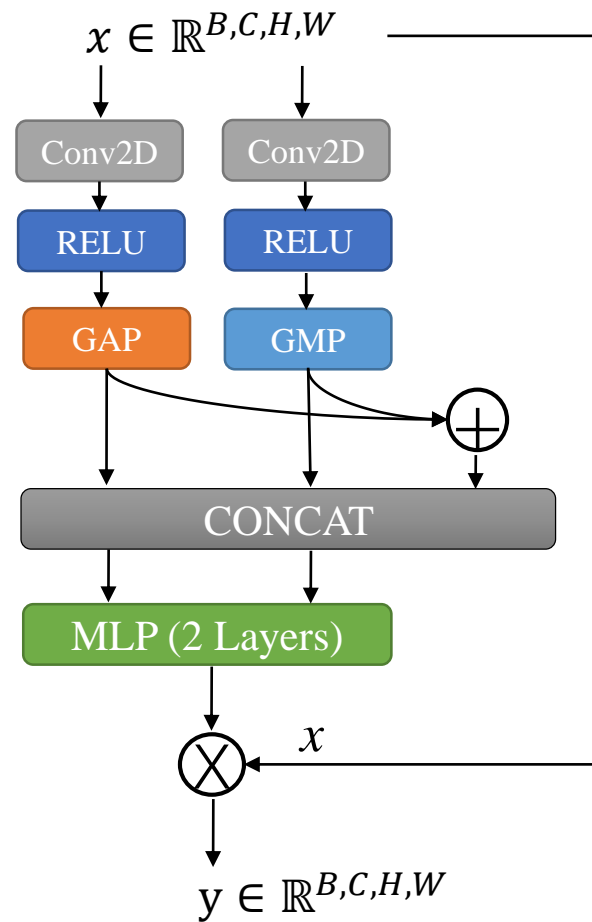 x ∈ ℝ^{B,C,H,W}
Conv2D Conv2D
RELU RELU
GAP GMP
+
CONCAT
MLP (2 Layers)
x
X
y ∈ ℝ^{B,C,H,W}